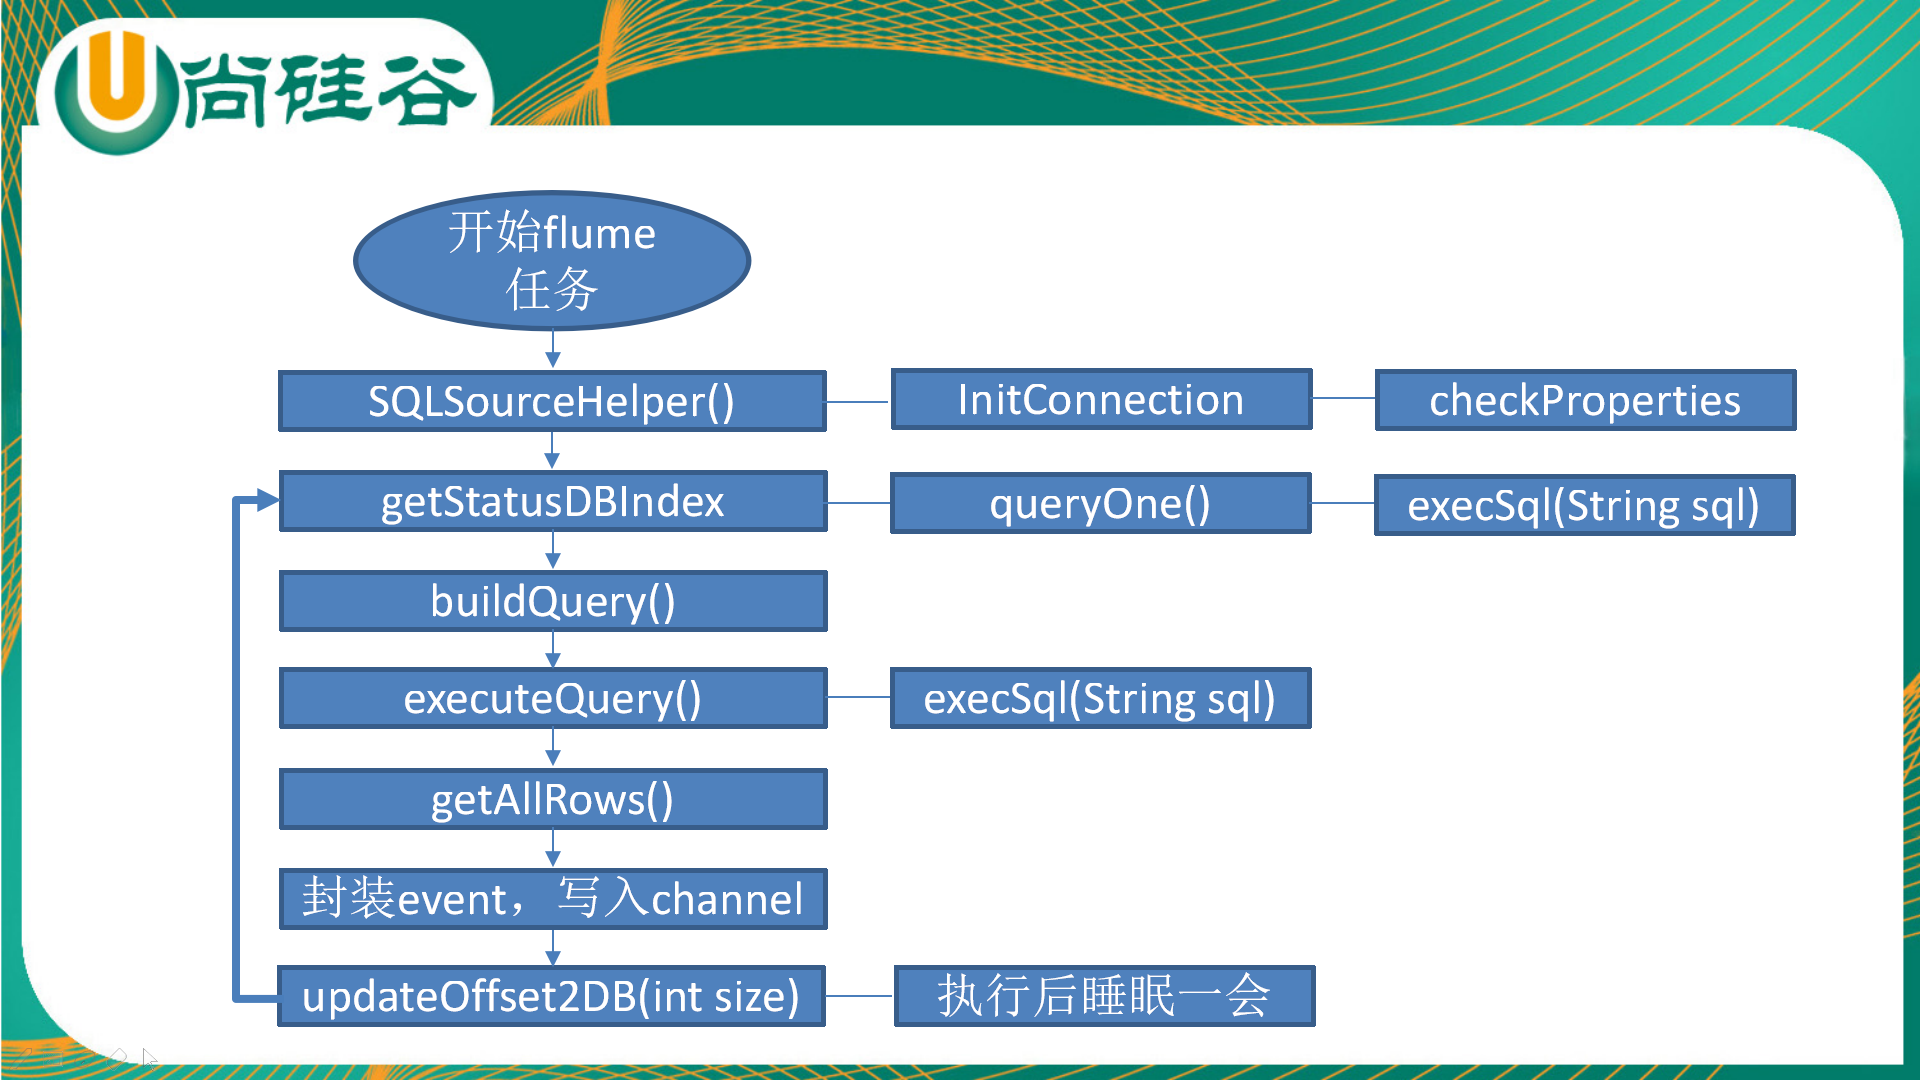 尚硅谷
开始flume
任务
SQLSourceHelper()
InitConnection
checkProperties
getStatusDBIndex
queryOne()
execSql(String sql)
buildQuery()
executeQuery()
execSql(String sql)
getAllRows()
封装event，写入channel
updateOffset2DB(int size)
执行后睡眠一会